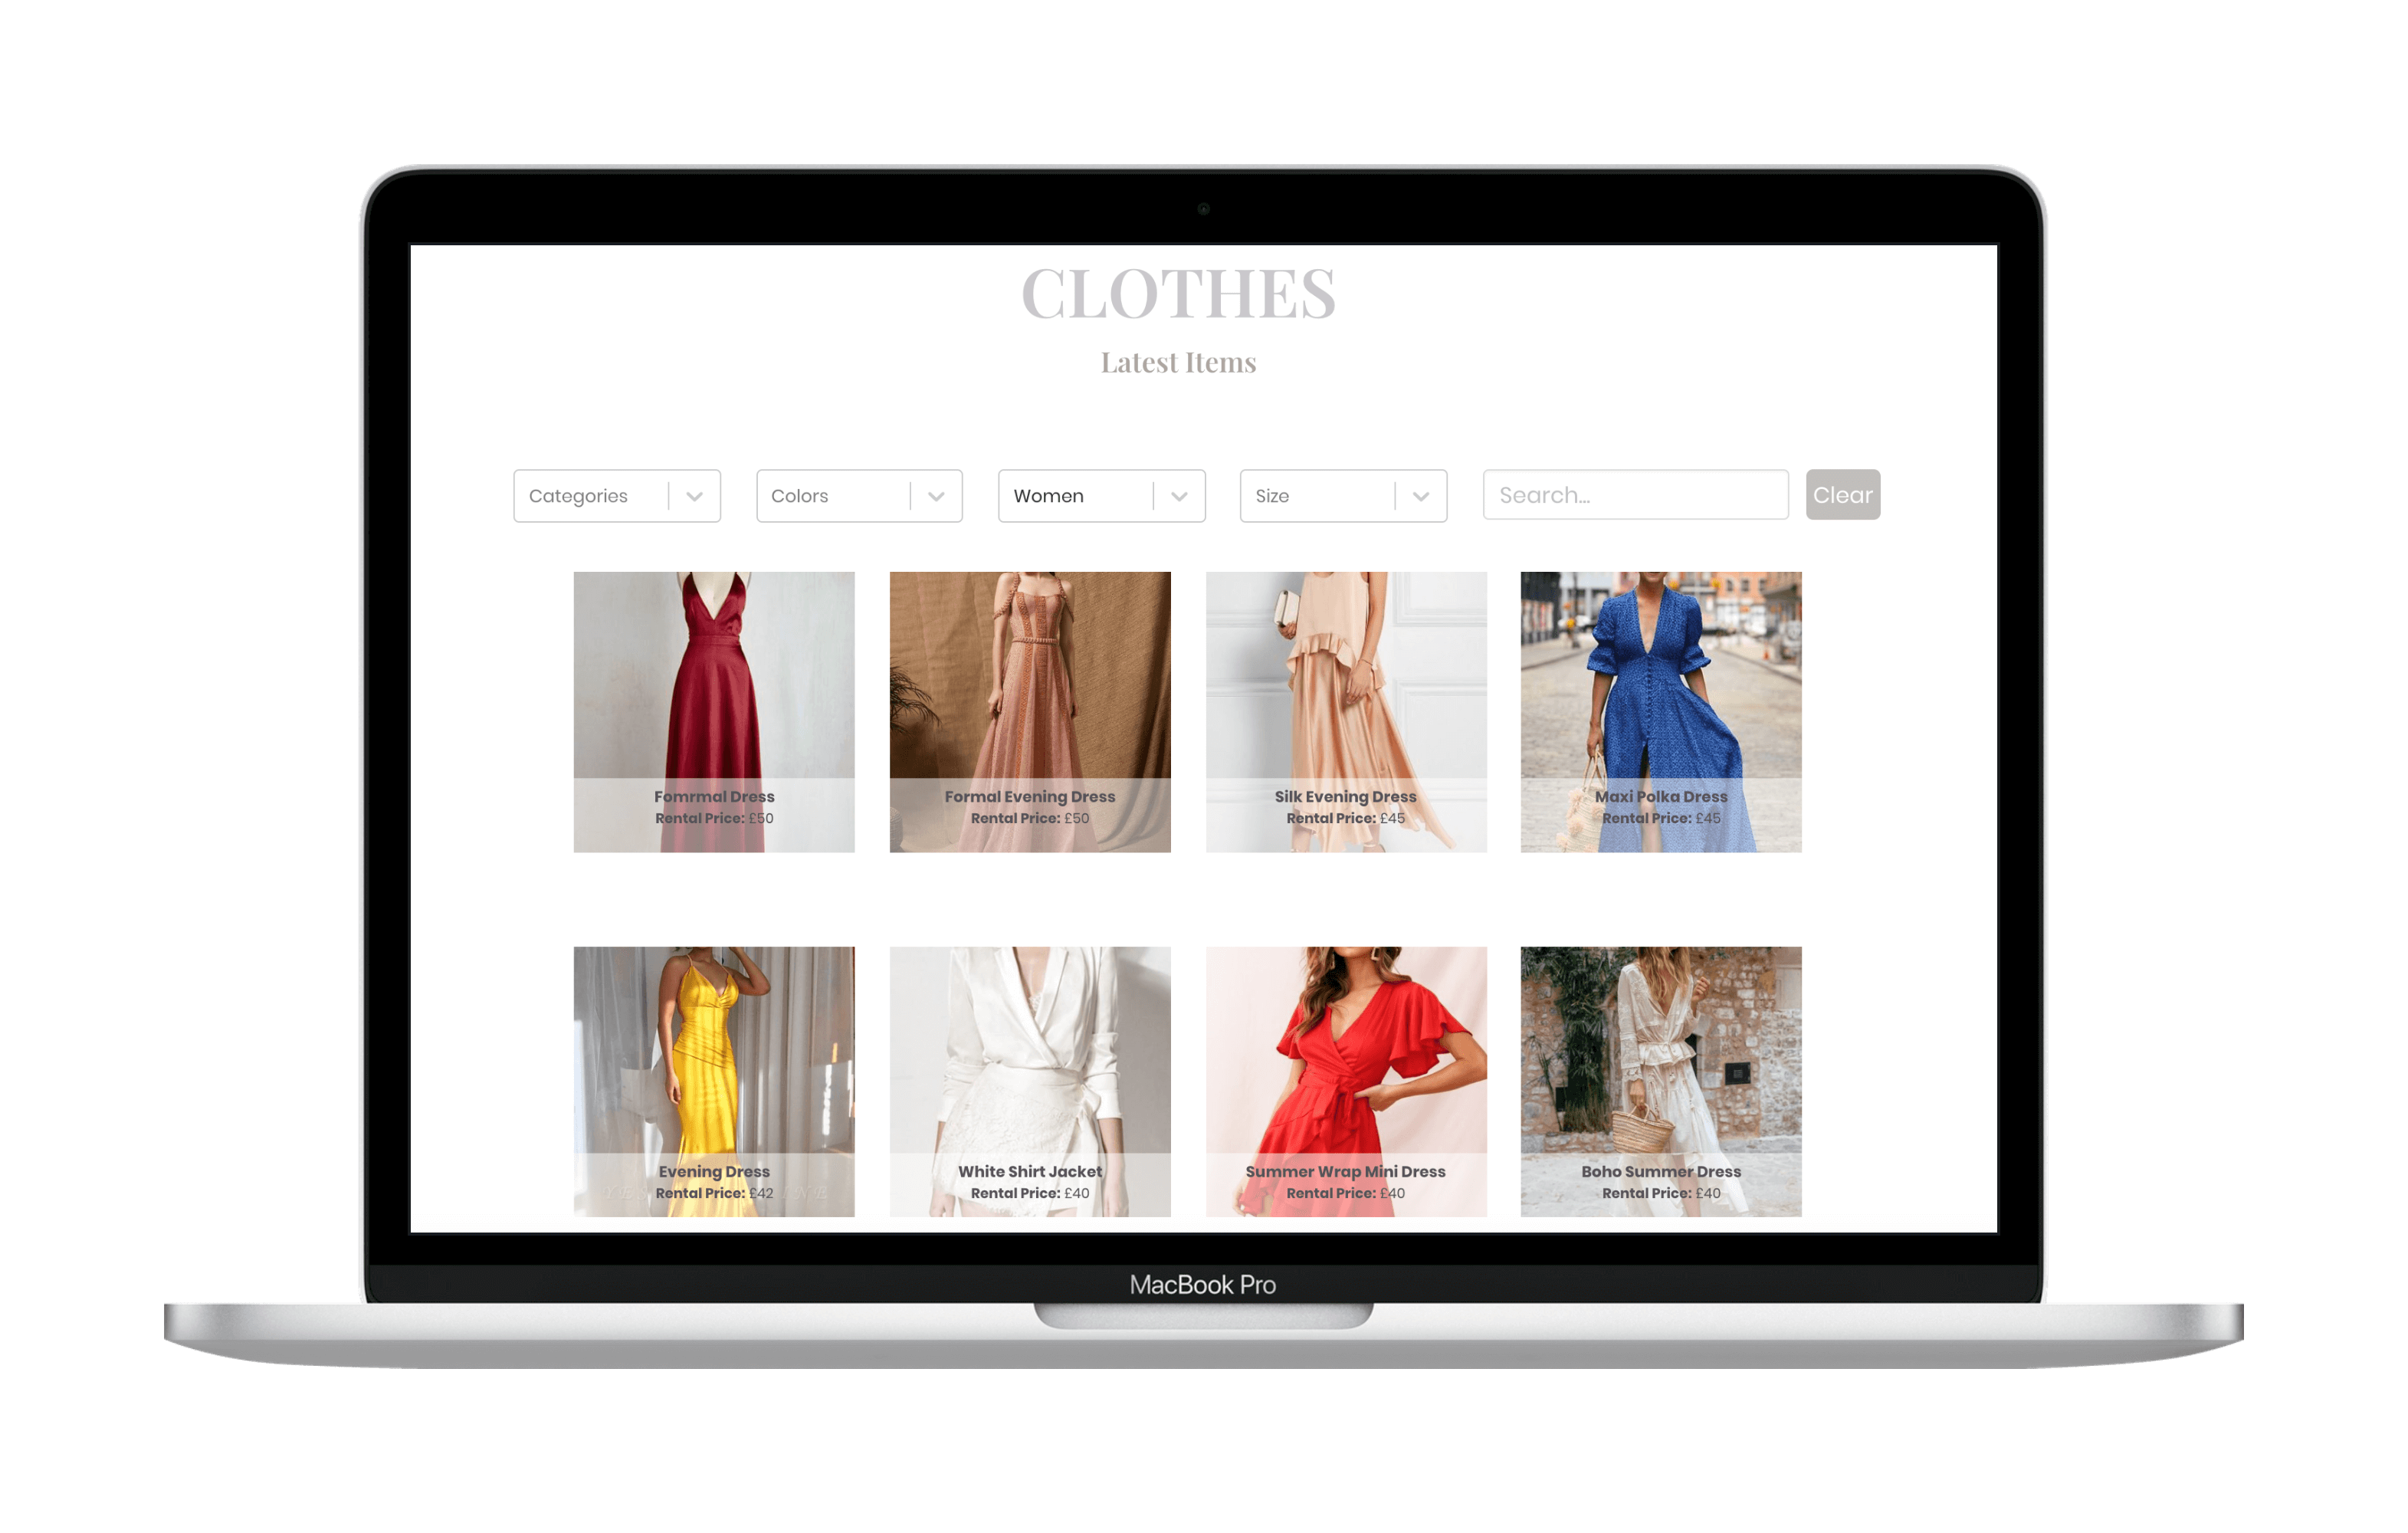 CLOTHES
Latest Items
Categories
Colors
Women
Size
Search...
Clear
Fomrmal Dress
Rental Price: £50
Formal Evening Dress
Rental Price: £50
Silk Evening Dress
Rental Price: £45
Maxi Polka Dress
Rental Price: £45
Evening Dress
Rental Price: £42
White Shirt Jacket
Rental Price: £40
Summer Wrap Mini Dress
Rental Price: £40
Boho Summer Dress
Rental Price: £40
MacBook Pro